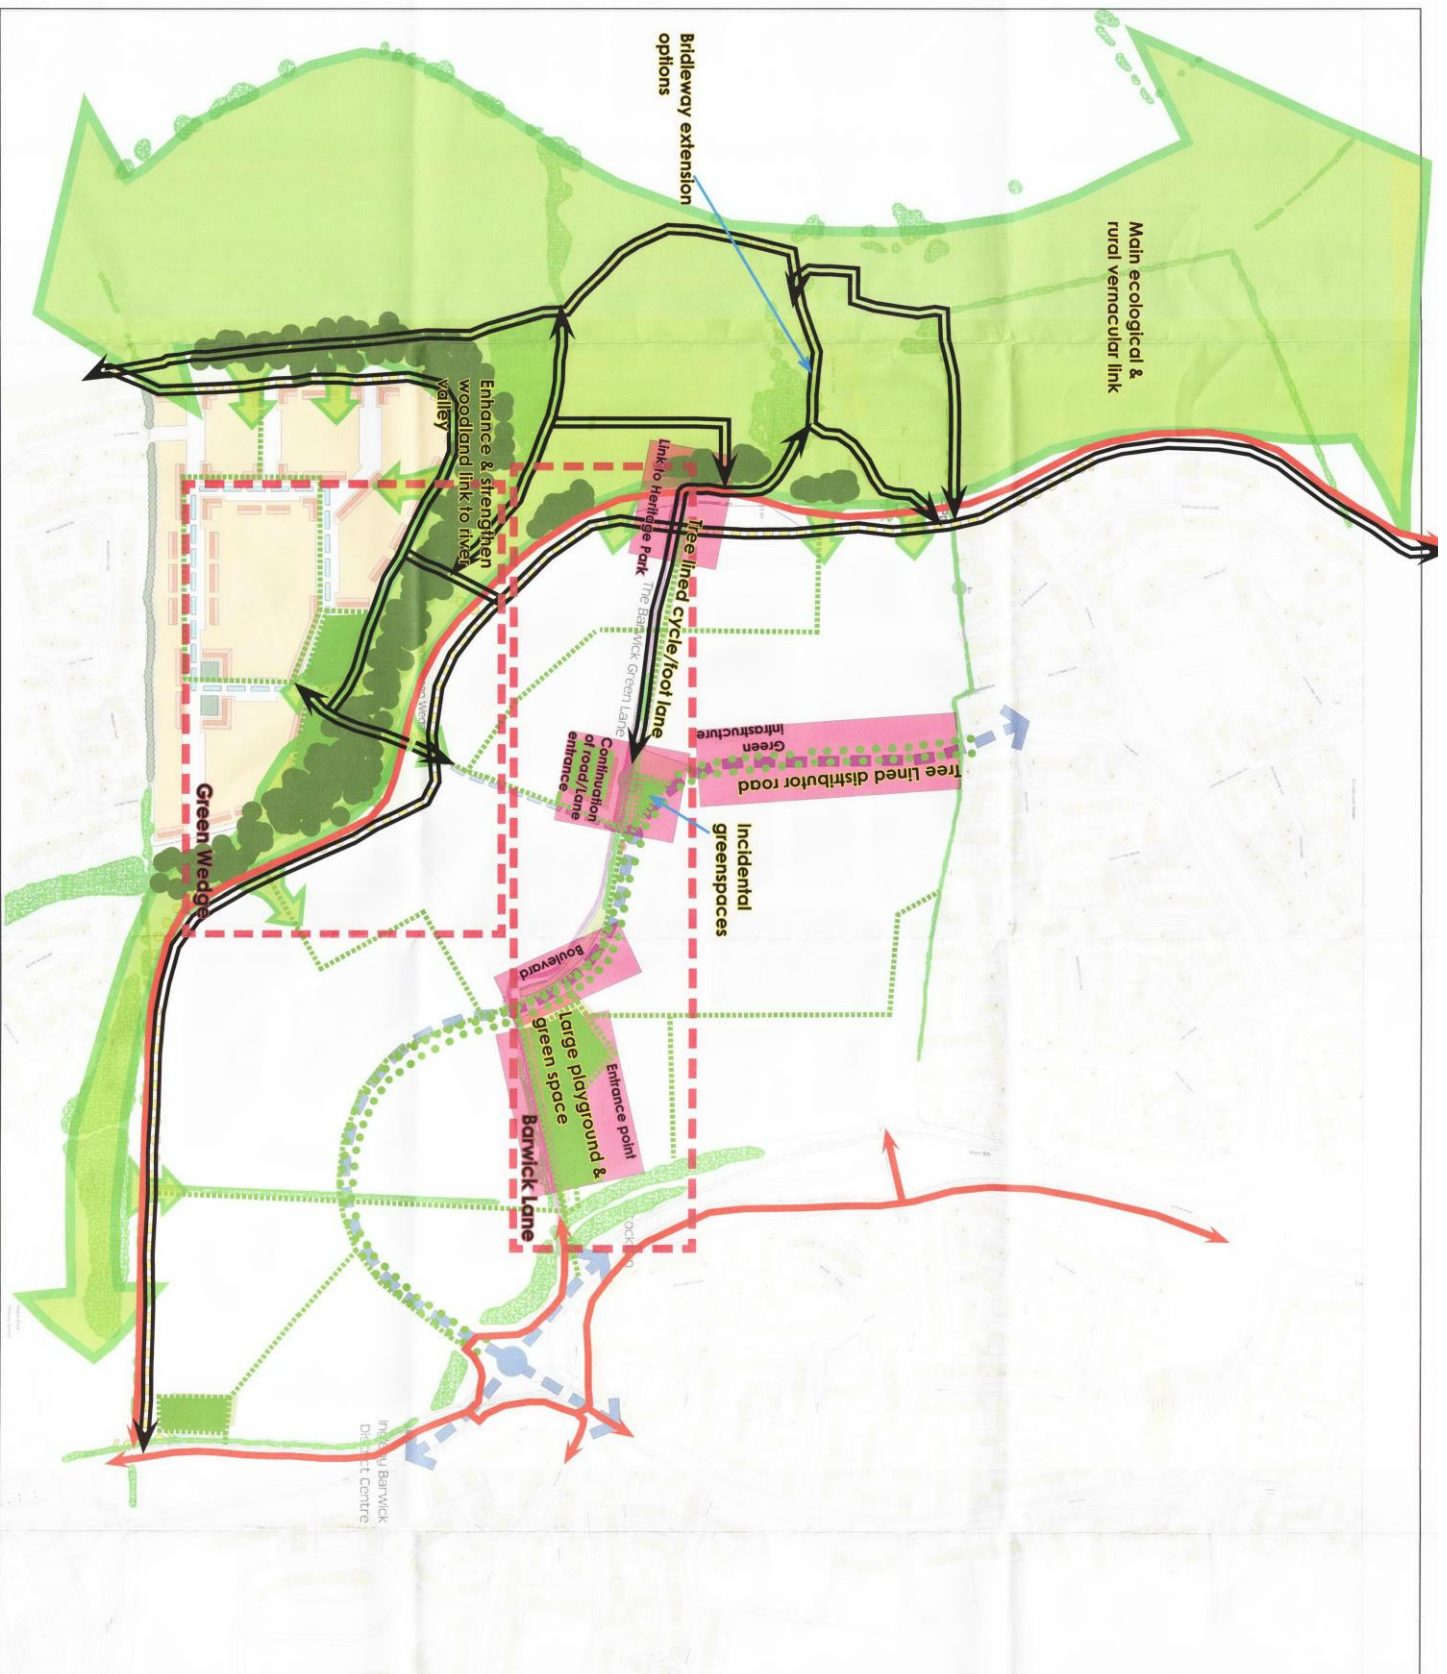 Main ecological &
rural vernacular link
Bridleway extension
options
Enhance & strengthen
woodland link to river
valley
Link to Heritage Park
Tree lined cycle/foot lane
The Barwick Green Lane
Green
infrastructure
Tree Lined distributor road
Continuation
of road/Lane
entrance
Incidental
greenspaces
Green Wedge
Boulevard
Large playground &
green space
Entrance point
Barwick Lane
Barwick
District Centre